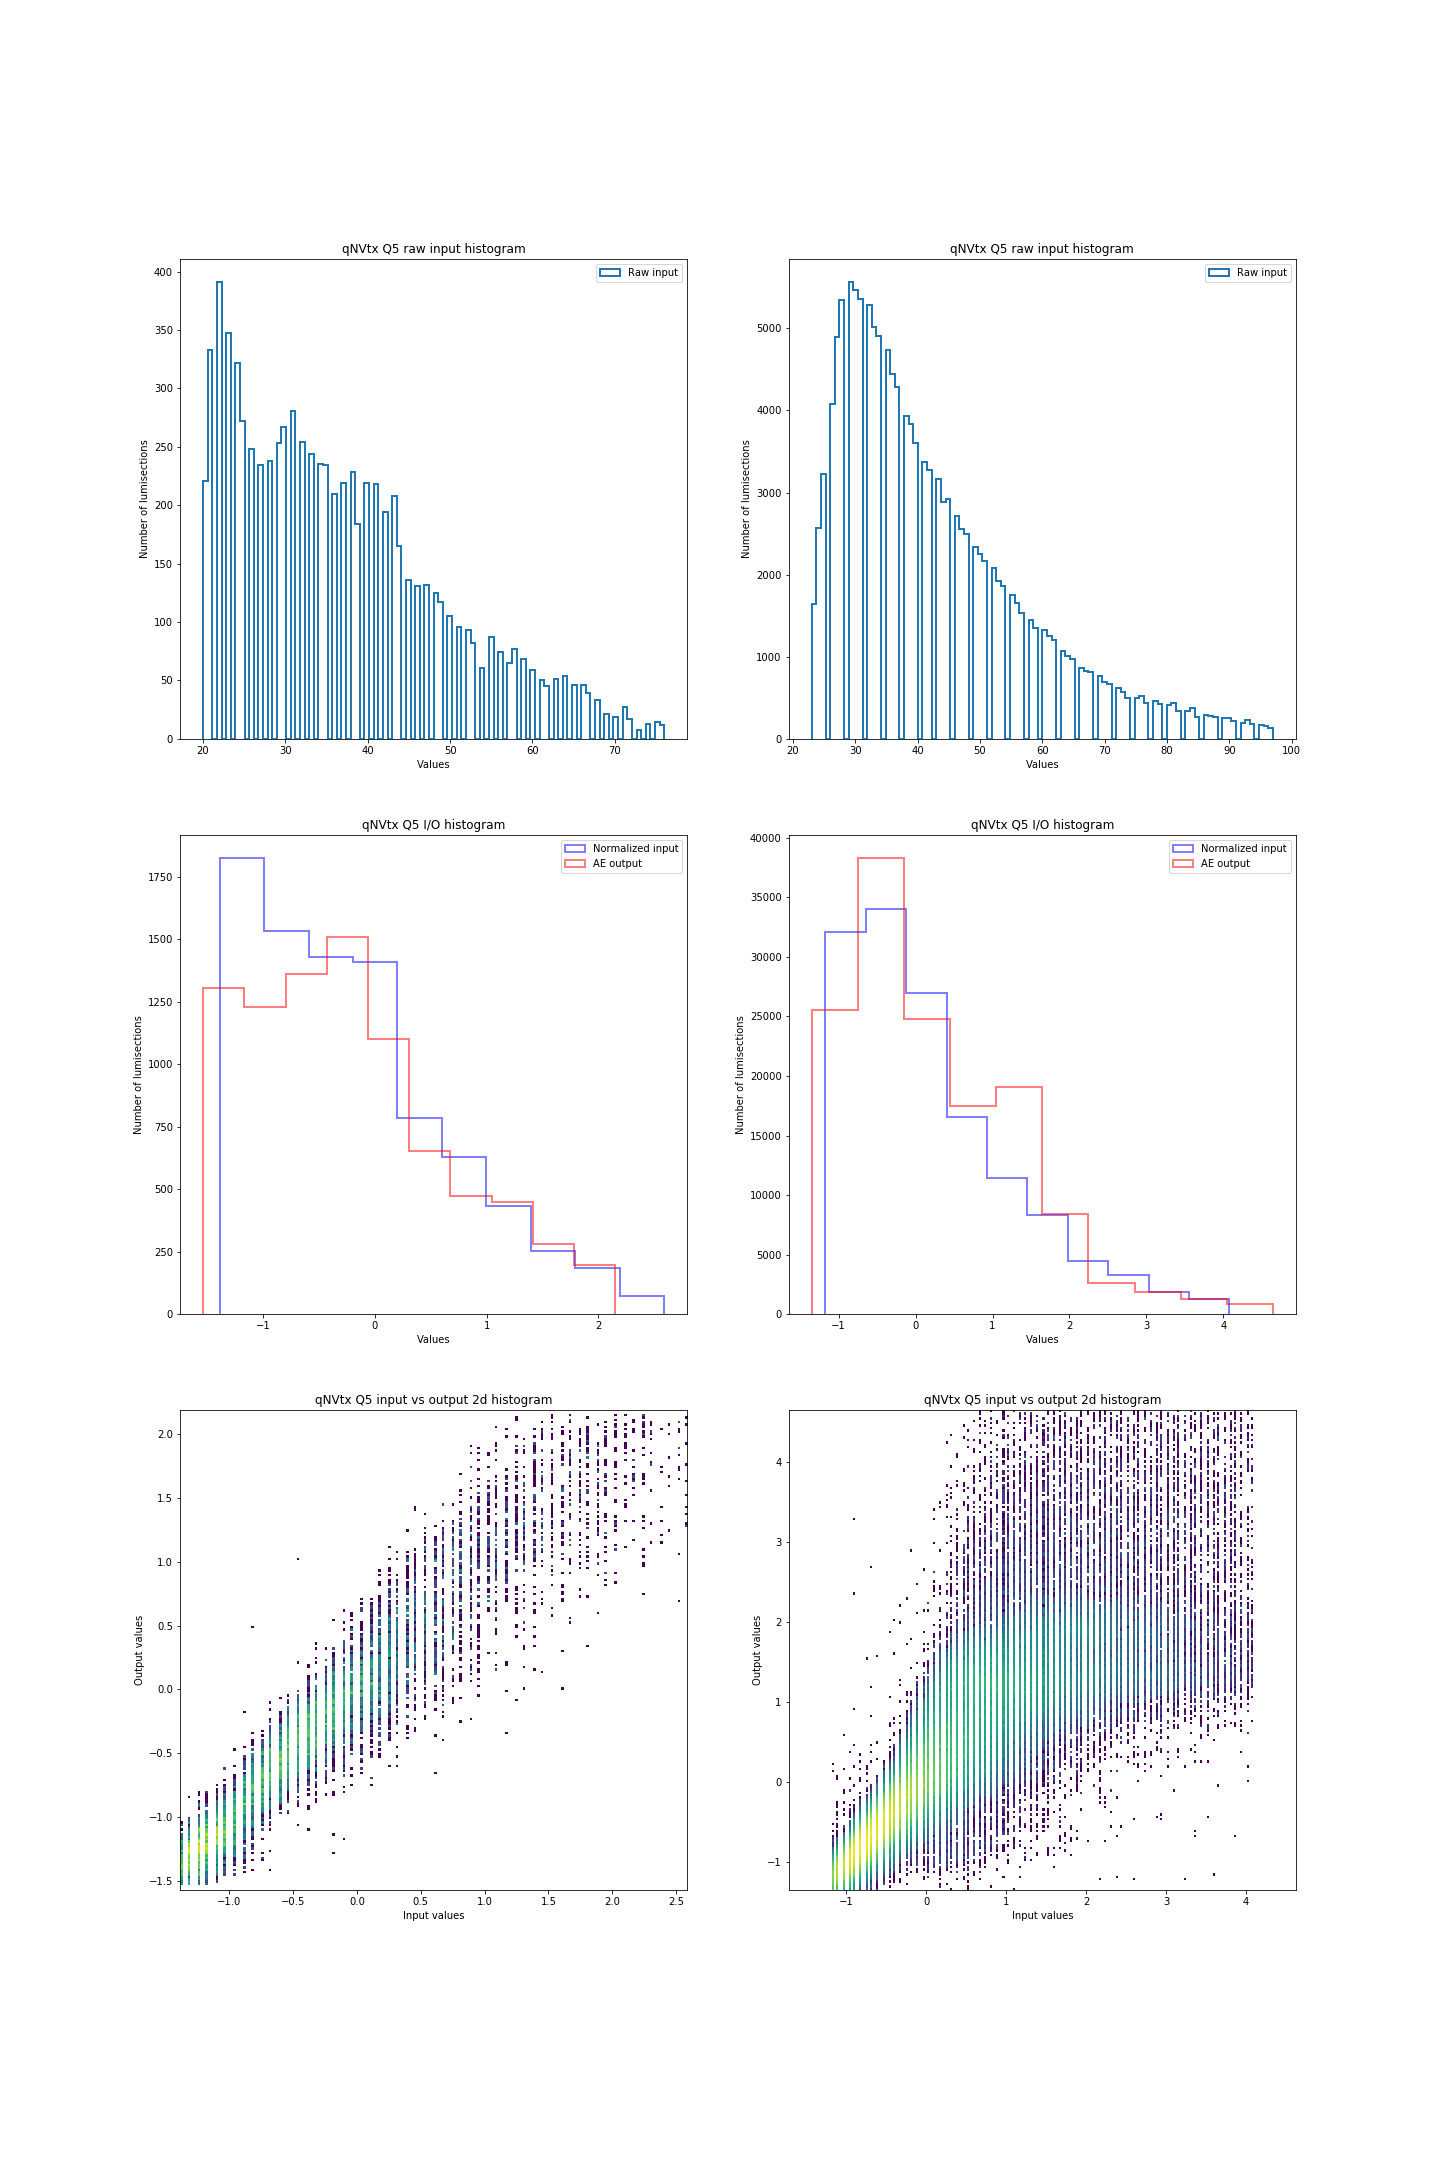 qNVtx Q5 raw input histogram
Raw input
400
350
300
250
200
150
100
50
0
Number of lumisections
20 30 40 50 60 70
Values
qNVtx Q5 raw input histogram
Raw input
5000
4000
3000
2000
1000
0
Number of lumisections
20 30 40 50 60 70 80 90 100
Values
qNVtx Q5 I/O histogram
Normalized input
AE output
1750
1500
1250
1000
750
500
250
0
Number of lumisections
−1 0 1 2
Values
qNVtx Q5 I/O histogram
Normalized input
AE output
40000
35000
30000
25000
20000
15000
10000
5000
0
Number of lumisections
−1 0 1 2 3 4
Values
qNVtx Q5 input vs output 2d histogram
2.0
1.5
1.0
0.5
0.0
−0.5
−1.0
−1.5
Output values
−1.0 −0.5 0.0 0.5 1.0 1.5 2.0 2.5
Input values
qNVtx Q5 input vs output 2d histogram
4
3
2
1
0
−1
Output values
−1 0 1 2 3 4
Input values